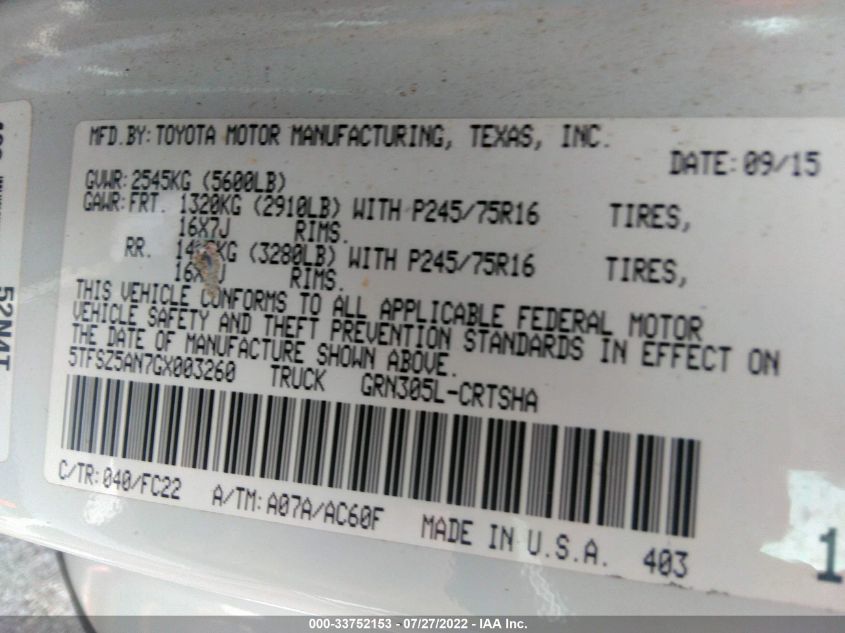 MFD.BY:TOYOTA MOTOR MANUFACTURING, TEXAS, INC.
DATE:09/15
GVWR:2545KG (5600LB)
GAWR:FRT. 1320KG (2910LB) WITH P245/75R16 TIRES,
16X7J RIMS.
RR. (3280LB) WITH P245/75R16 TIRES,
RIMS.
THIS VEHICLE CONFORMS TO ALL APPLICABLE FEDERAL MOTOR
VEHICLE SAFETY AND THEFT PREVENTION STANDARDS IN EFFECT ON
THE DATE OF MANUFACTURE SHOWN ABOVE.
5TFSZ5AN7GX003260 TRUCK GRN305L-CRTSHA
C/TR:040/FC22 A/TM:A07A/AC60F MADE IN U.S.A. 403
1
52N4T
000-33752153 - 07/27/2022 - IAA Inc.